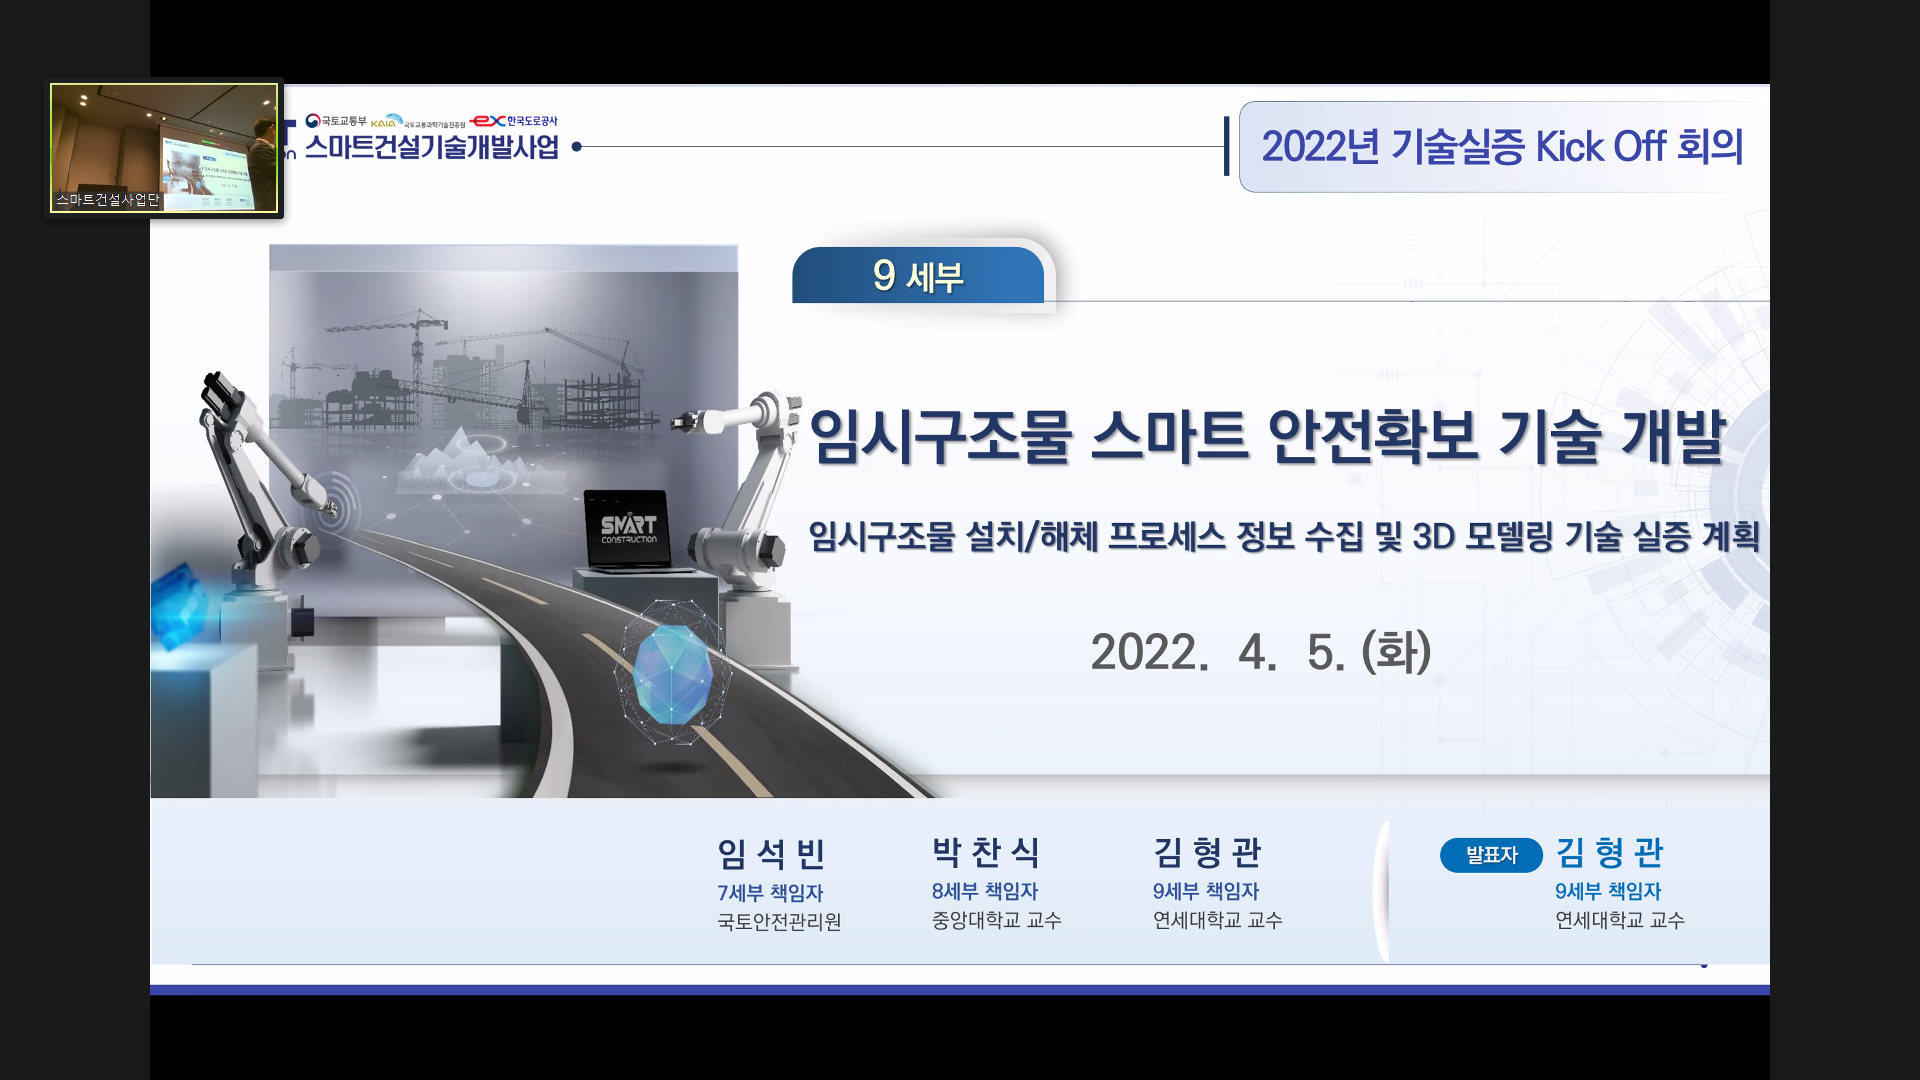 국토교통부 KAIA 국토교통과학기술진흥원 ex 한국도로공사
스마트건설기술개발사업
2022년 기술실증 Kick Off 회의
스마트건설사업단
9 세부
임시구조물 스마트 안전확보 기술 개발
SMART
CONSTRUCTION
임시구조물 설치/해체 프로세스 정보 수집 및 3D 모델링 기술 실증 계획
2022. 4. 5. (화)
임 석 빈
7세부 책임자
국토안전관리원
박 찬 식
8세부 책임자
중앙대학교 교수
김 형 관
9세부 책임자
연세대학교 교수
발표자 김 형 관
9세부 책임자
연세대학교 교수